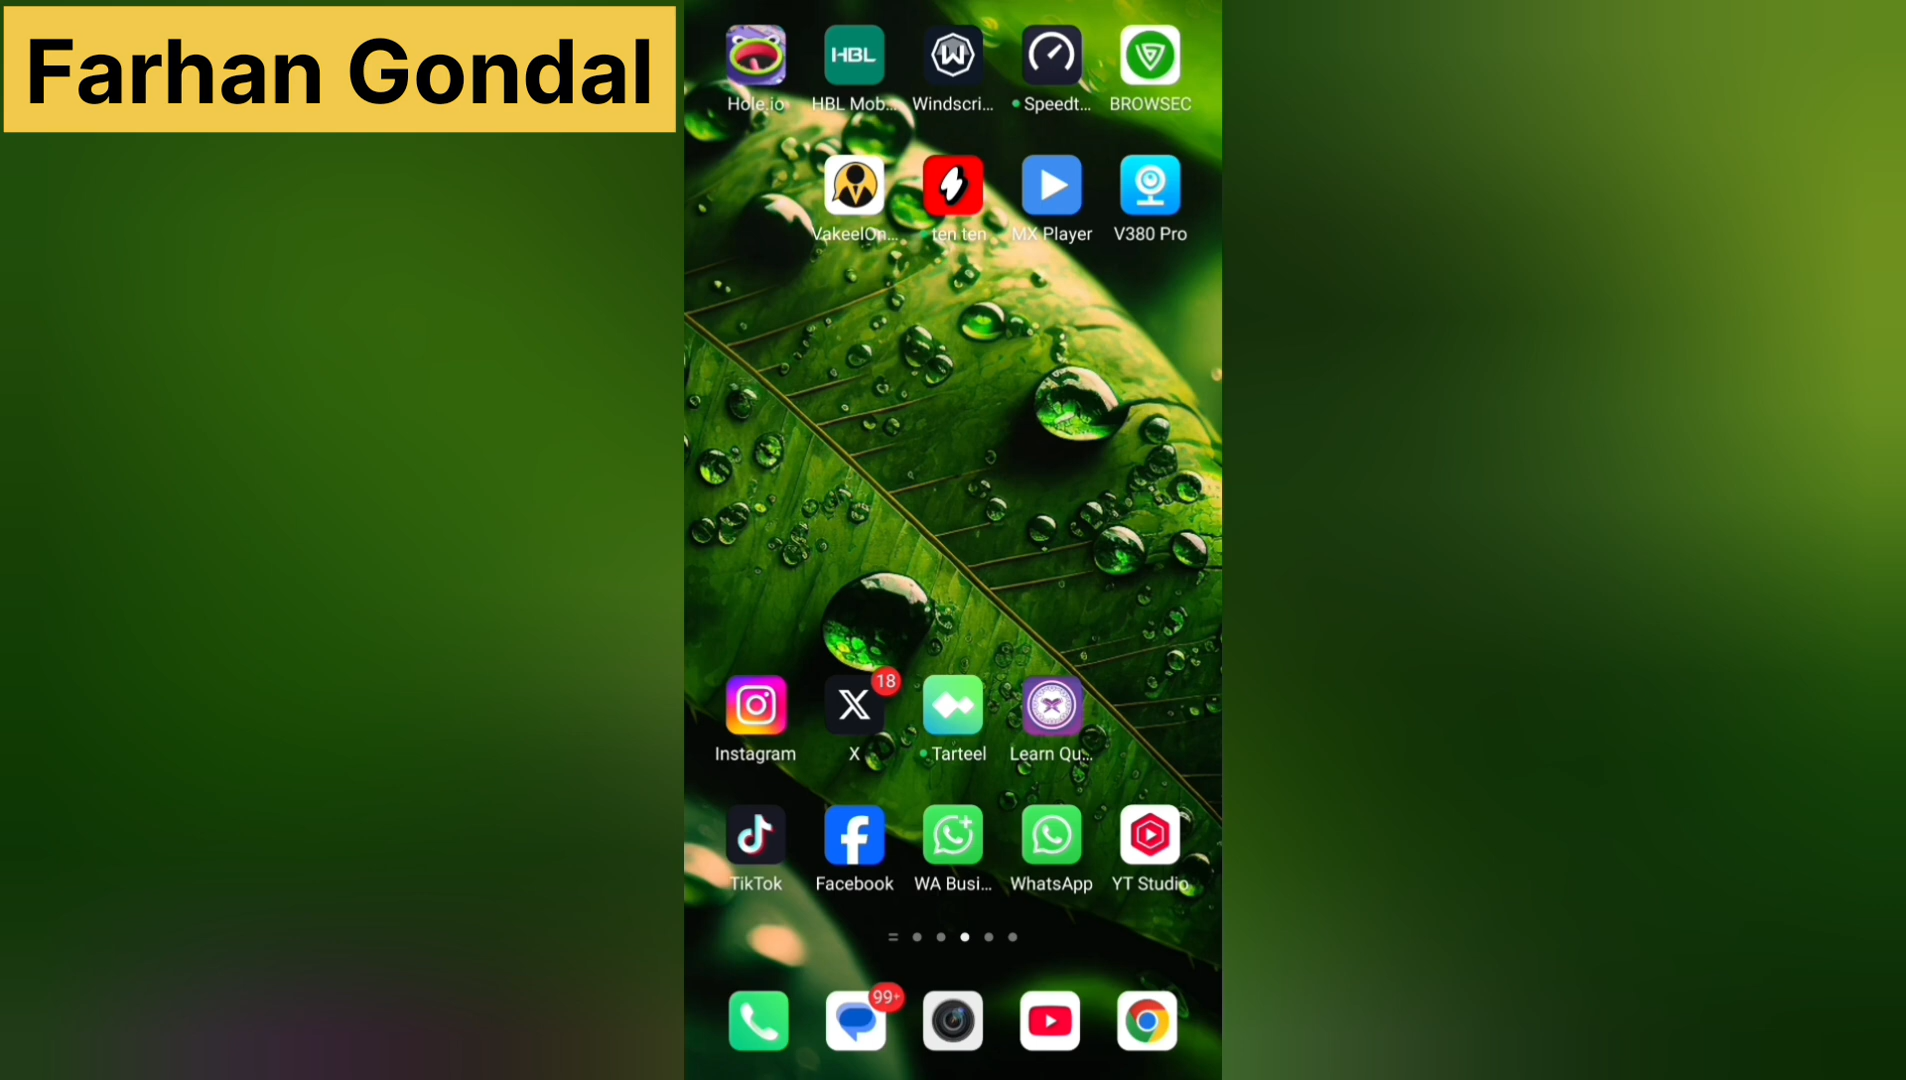 Farhan Gondal
HBL
W
Hole.io HBL Mob... Windscri... Speedt... BROWSEC
VakeelOn... ten ten MX Player V380 Pro
18
Instagram X Tarteel Learn Qu...
TikTok Facebook WA Busi... WhatsApp YT Studio
99+